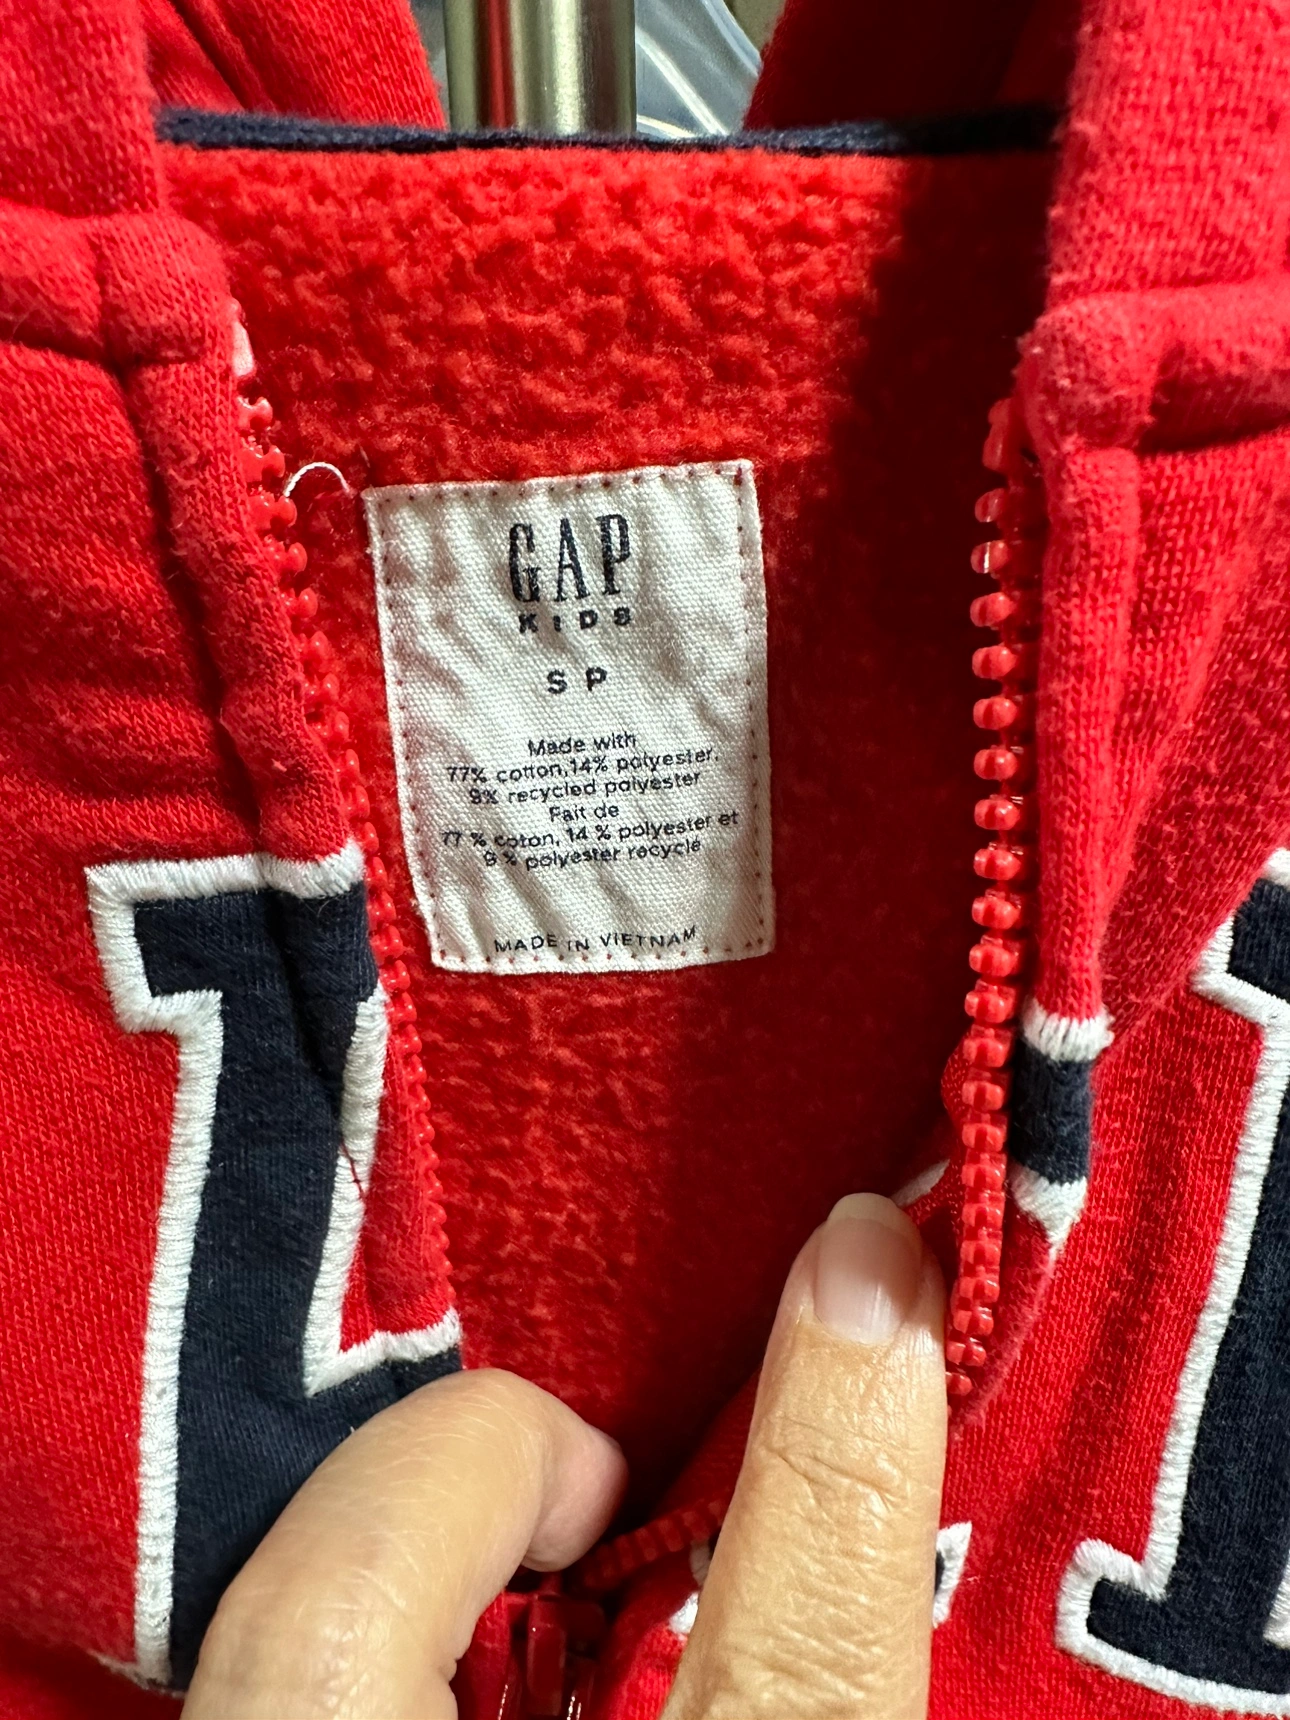 GAP
KIDS
S P
Made with
77% cotton, 14% polyester,
9% recycled polyester
Fait de
77 % coton, 14 % polyester et
9 % polyester recyclé
MADE IN VIETNAM